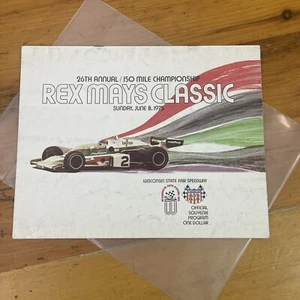 26TH ANNUAL / 150 MILE CHAMPIONSHIP
REX MAYS CLASSIC
SUNDAY, JUNE 8, 1975
2
WISCONSIN STATE FAIR SPEEDWAY
OFFICIAL
SOUVENIR
PROGRAM
ONE DOLLAR